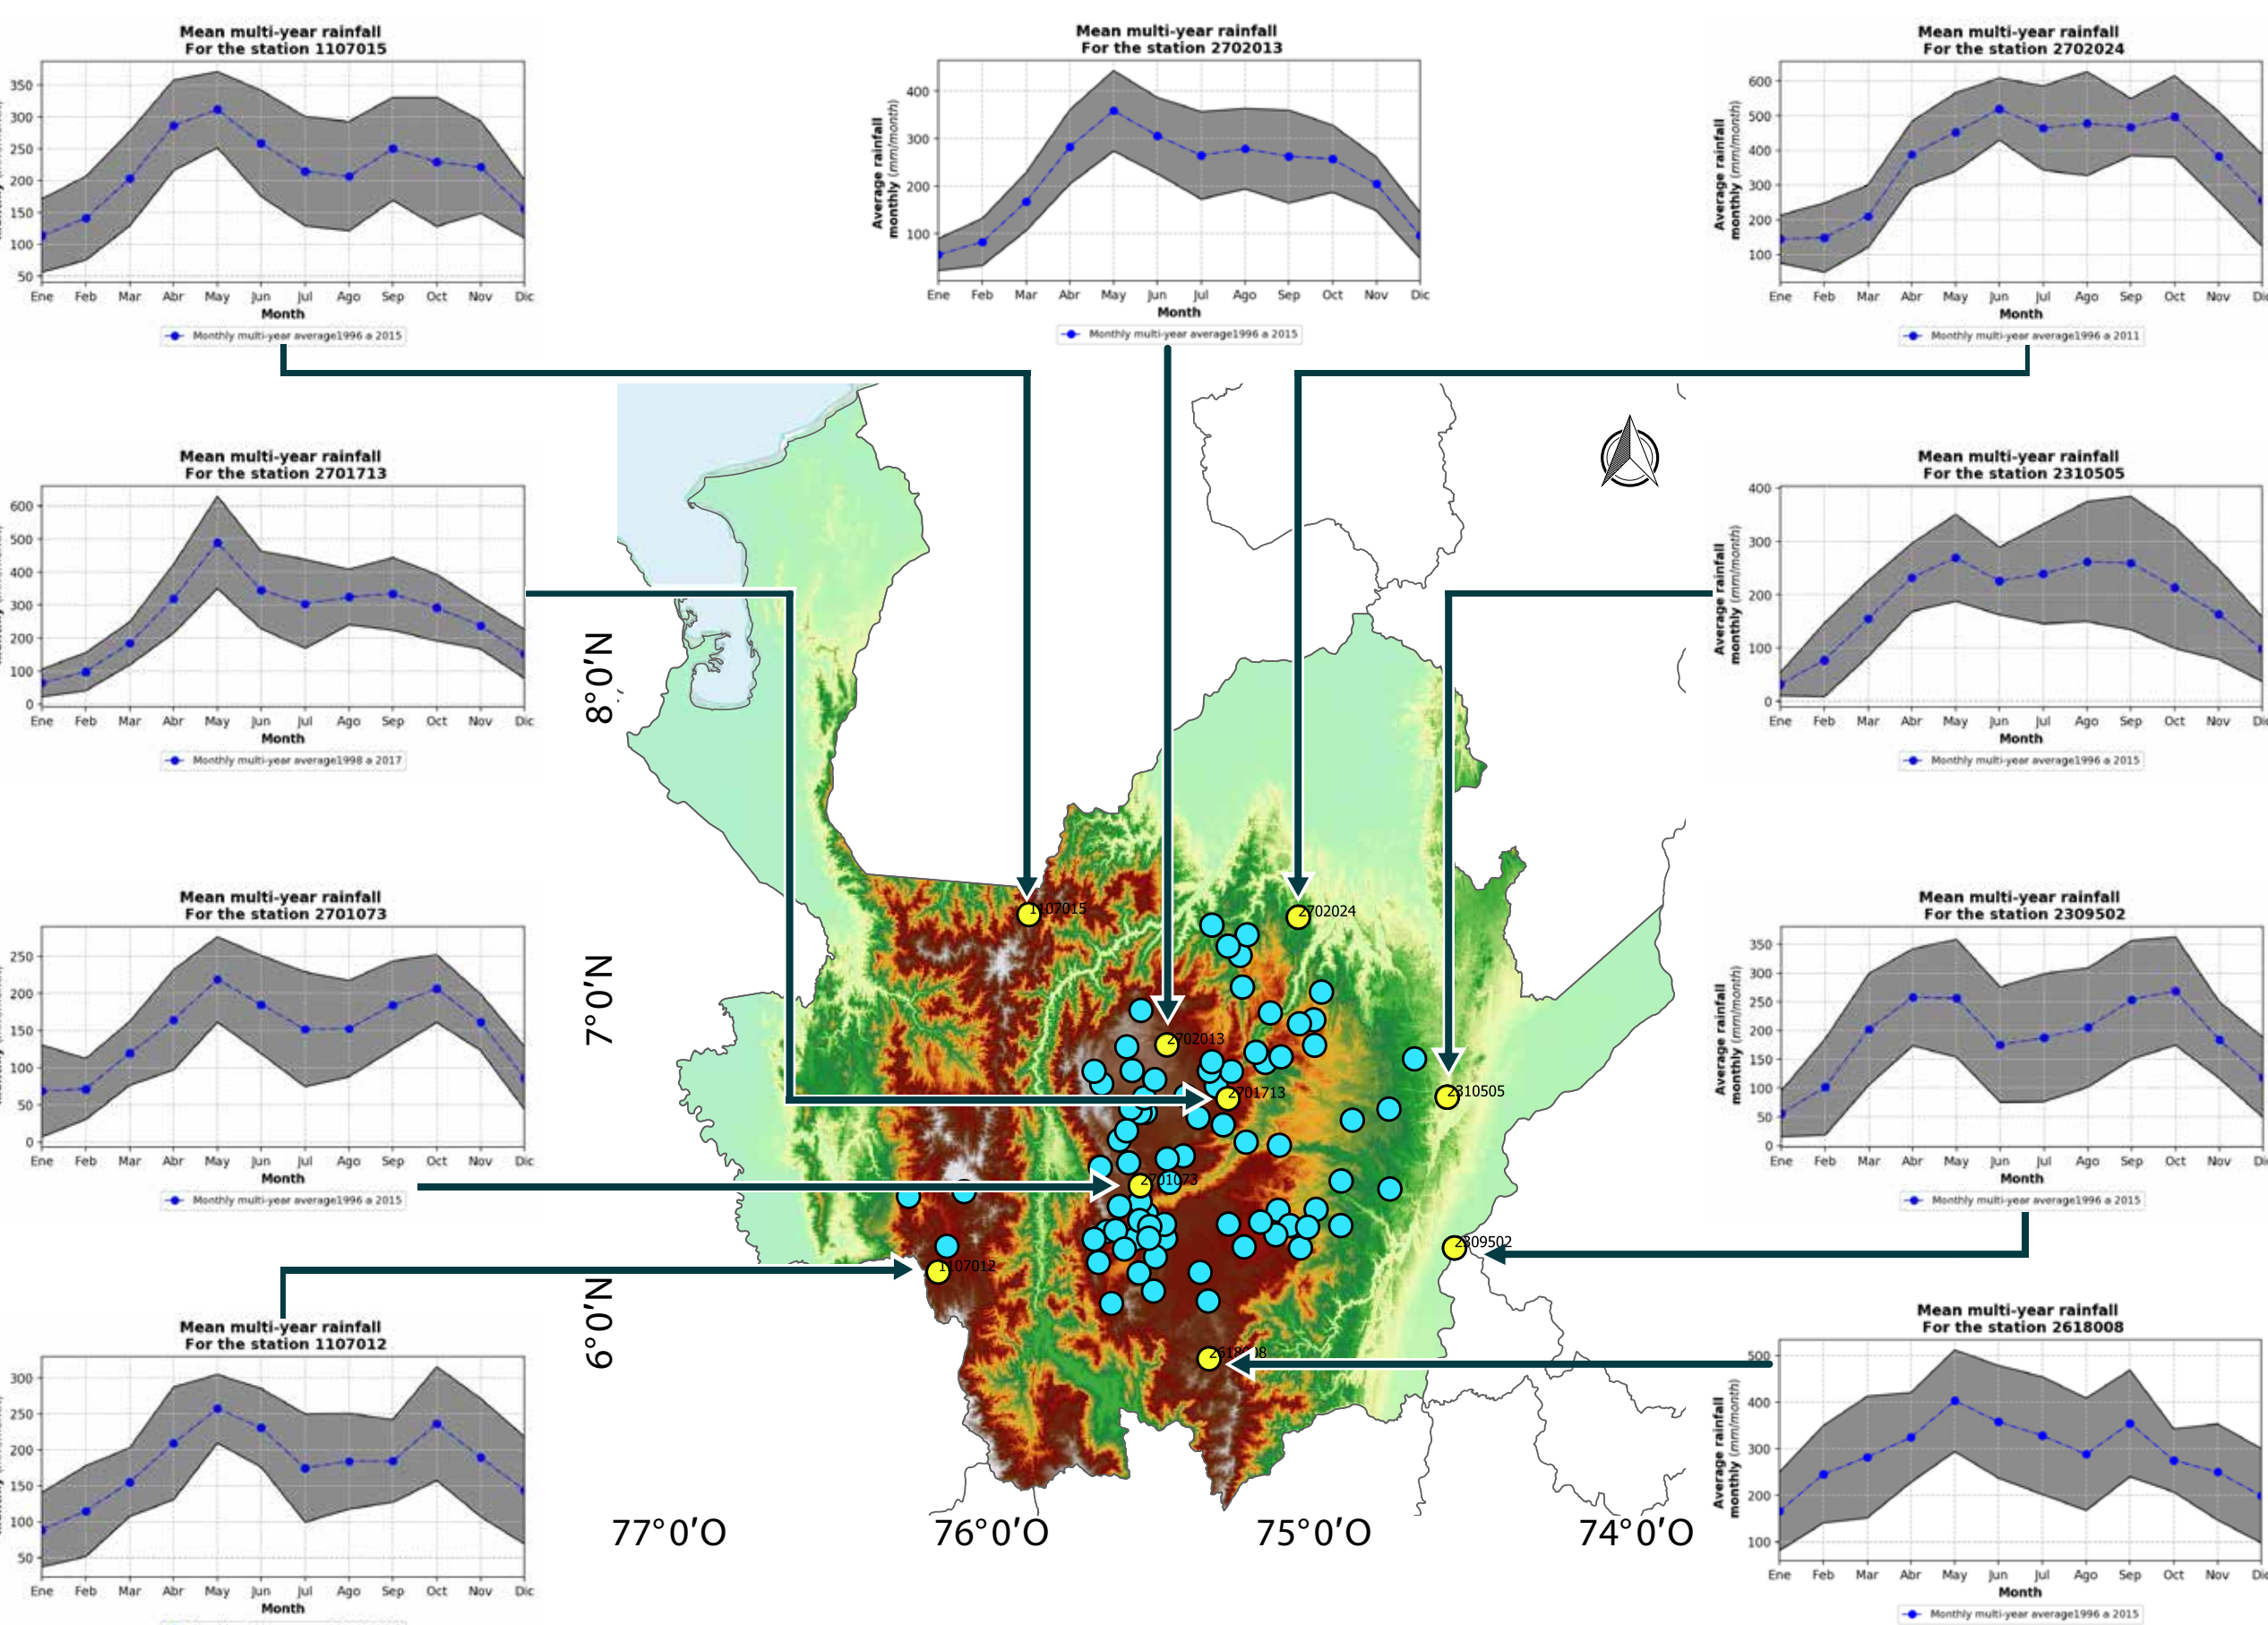 Mean multi-year rainfall
For the station 1107015
350
300
250
200
150
100
50
Ene Feb Mar Abr May Jun Jul Ago Sep Oct Nov Dic
Month
Monthly multi-year average1996 a 2015
Mean multi-year rainfall
For the station 2702013
Average rainfall
monthly (mm/month)
400
300
200
100
Ene Feb Mar Abr May Jun Jul Ago Sep Oct Nov Dic
Month
Monthly multi-year average1996 a 2015
Mean multi-year rainfall
For the station 2702024
Average rainfall
monthly (mm/month)
600
500
400
300
200
100
Ene Feb Mar Abr May Jun Jul Ago Sep Oct Nov
Month
Monthly multi-year average1996 a 2011
Mean multi-year rainfall
For the station 2701713
600
500
400
300
200
100
0
Ene Feb Mar Abr May Jun Jul Ago Sep Oct Nov Dic
Month
Monthly multi-year average1998 a 2017
Mean multi-year rainfall
For the station 2310505
Average rainfall
monthly (mm/month)
400
300
200
100
0
Ene Feb Mar Abr May Jun Jul Ago Sep Oct Nov
Month
Monthly multi-year average1996 a 2015
Mean multi-year rainfall
For the station 2701073
250
200
150
100
50
0
Ene Feb Mar Abr May Jun Jul Ago Sep Oct Nov Dic
Month
Monthly multi-year average1996 a 2015
Mean multi-year rainfall
For the station 2309502
Average rainfall
monthly (mm/month)
350
300
250
200
150
100
50
0
Ene Feb Mar Abr May Jun Jul Ago Sep Oct Nov
Month
Monthly multi-year average1996 a 2015
Mean multi-year rainfall
For the station 1107012
300
250
200
150
100
50
Ene Feb Mar Abr May Jun Jul Ago Sep Oct Nov Dic
Month
Mean multi-year rainfall
For the station 2618008
Average rainfall
monthly (mm/month)
500
400
300
200
100
Ene Feb Mar Abr May Jun Jul Ago Sep Oct Nov
Month
Monthly multi-year average1996 a 2015
8°0'N
7°0'N
6°0'N
77°0'O
76°0'O
75°0'O
74°0'O
1107015
2702024
2702013
2701713
2310505
2701073
2309502
1107012
2618008